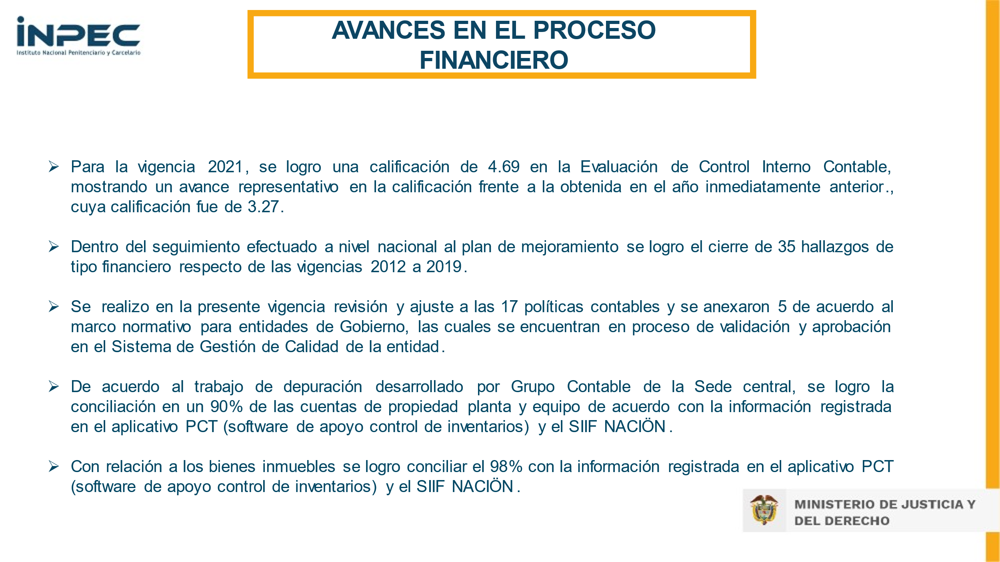 iNPEC
Instituto Nacional Penitenciario y Carcelario
AVANCES EN EL PROCESO
FINANCIERO
➢ Para la vigencia 2021, se logro una calificación de 4.69 en la Evaluación de Control Interno Contable,
mostrando un avance representativo en la calificación frente a la obtenida en el año inmediatamente anterior.,
cuya calificación fue de 3.27.
➢ Dentro del seguimiento efectuado a nivel nacional al plan de mejoramiento se logro el cierre de 35 hallazgos de
tipo financiero respecto de las vigencias 2012 a 2019.
➢ Se realizo en la presente vigencia revisión y ajuste a las 17 políticas contables y se anexaron 5 de acuerdo al
marco normativo para entidades de Gobierno, las cuales se encuentran en proceso de validación y aprobación
en el Sistema de Gestión de Calidad de la entidad.
➢ De acuerdo al trabajo de depuración desarrollado por Grupo Contable de la Sede central, se logro la
conciliación en un 90% de las cuentas de propiedad planta y equipo de acuerdo con la información registrada
en el aplicativo PCT (software de apoyo control de inventarios) y el SIIF NACIÖN.
➢ Con relación a los bienes inmuebles se logro conciliar el 98% con la información registrada en el aplicativo PCT
(software de apoyo control de inventarios) y el SIIF NACIÖN.
MINISTERIO DE JUSTICIA Y
DEL DERECHO